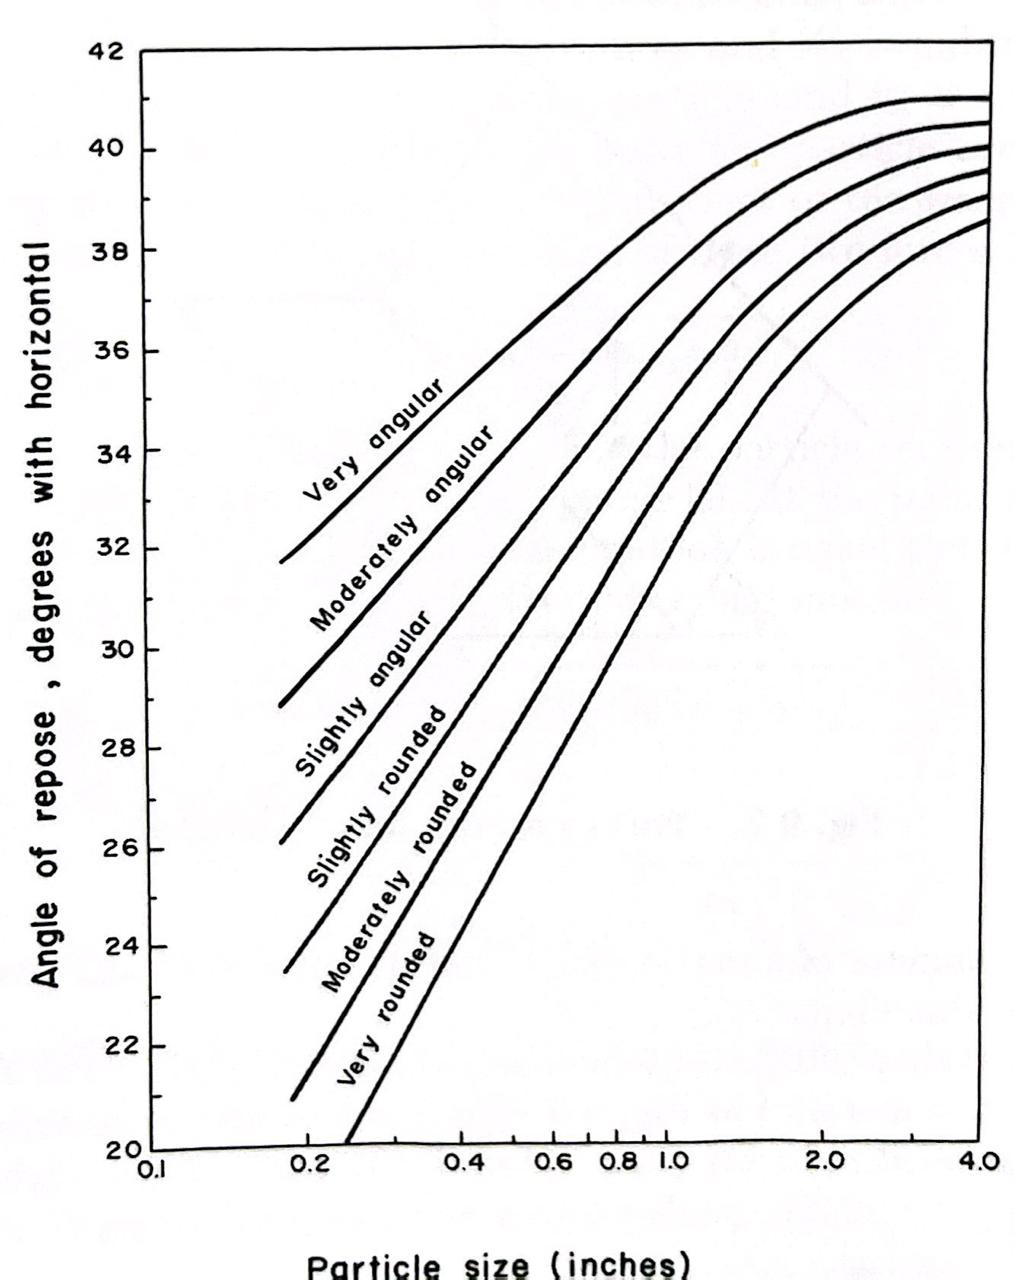 42
40
38
36
34
32
30
28
26
24
22
20
Angle of repose, degrees with horizontal
Very angular
Moderately angular
Slightly angular
Slightly rounded
Moderately rounded
Very rounded
0.1 0.2 0.4 0.6 0.8 1.0 2.0 4.0
Particle size (inches)